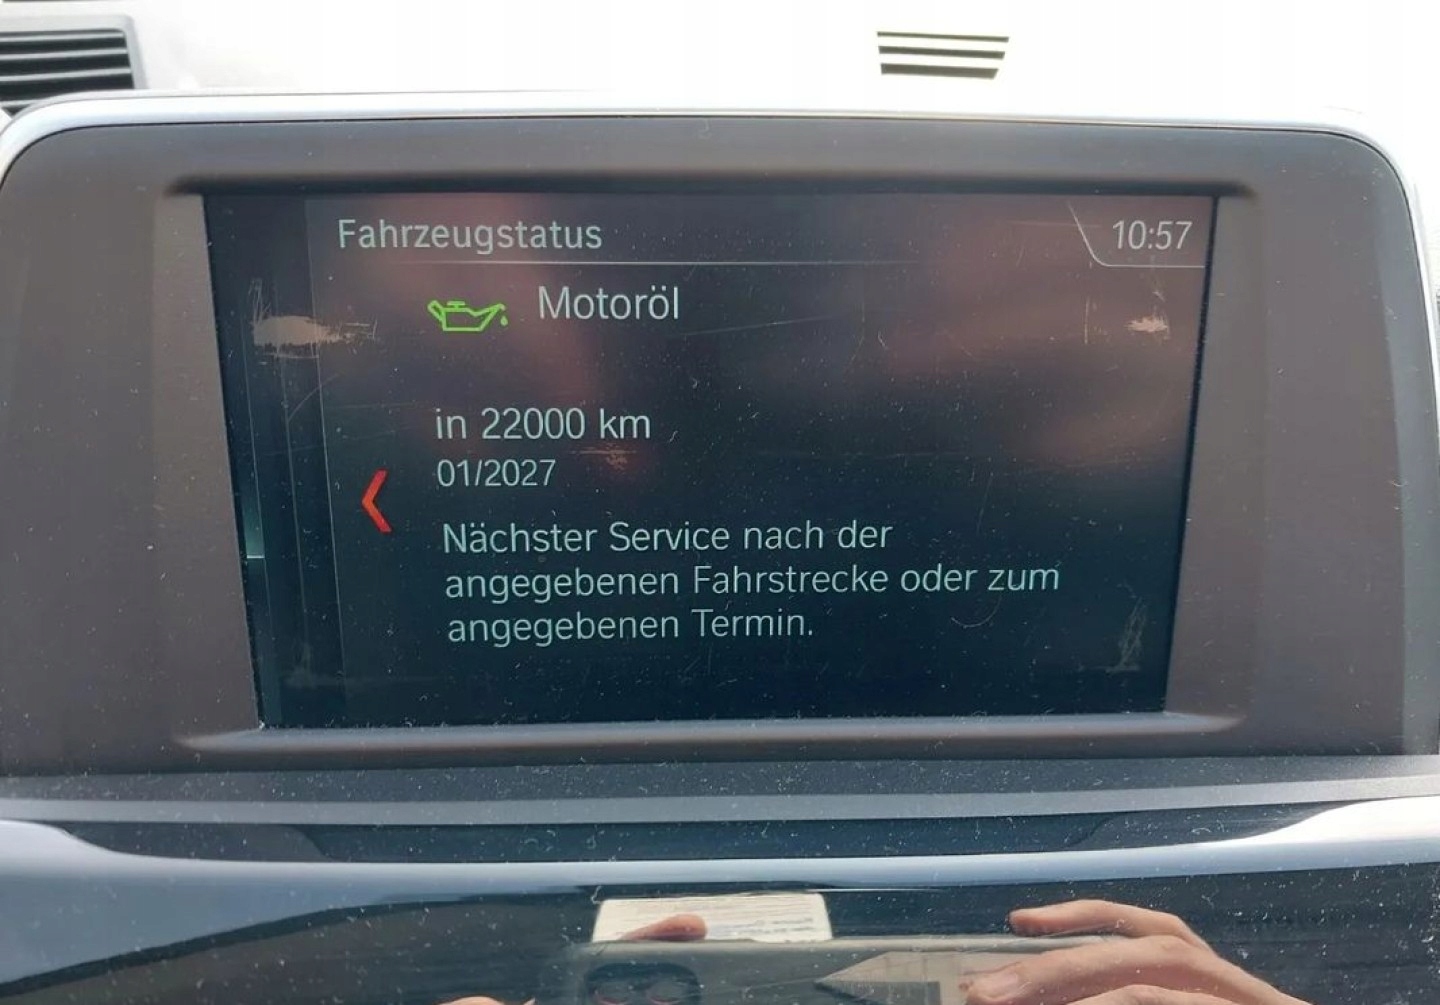 Fahrzeugstatus
10:57
Motoröl
in 22000 km
01/2027
Nächster Service nach der
angegebenen Fahrstrecke oder zum
angegebenen Termin.